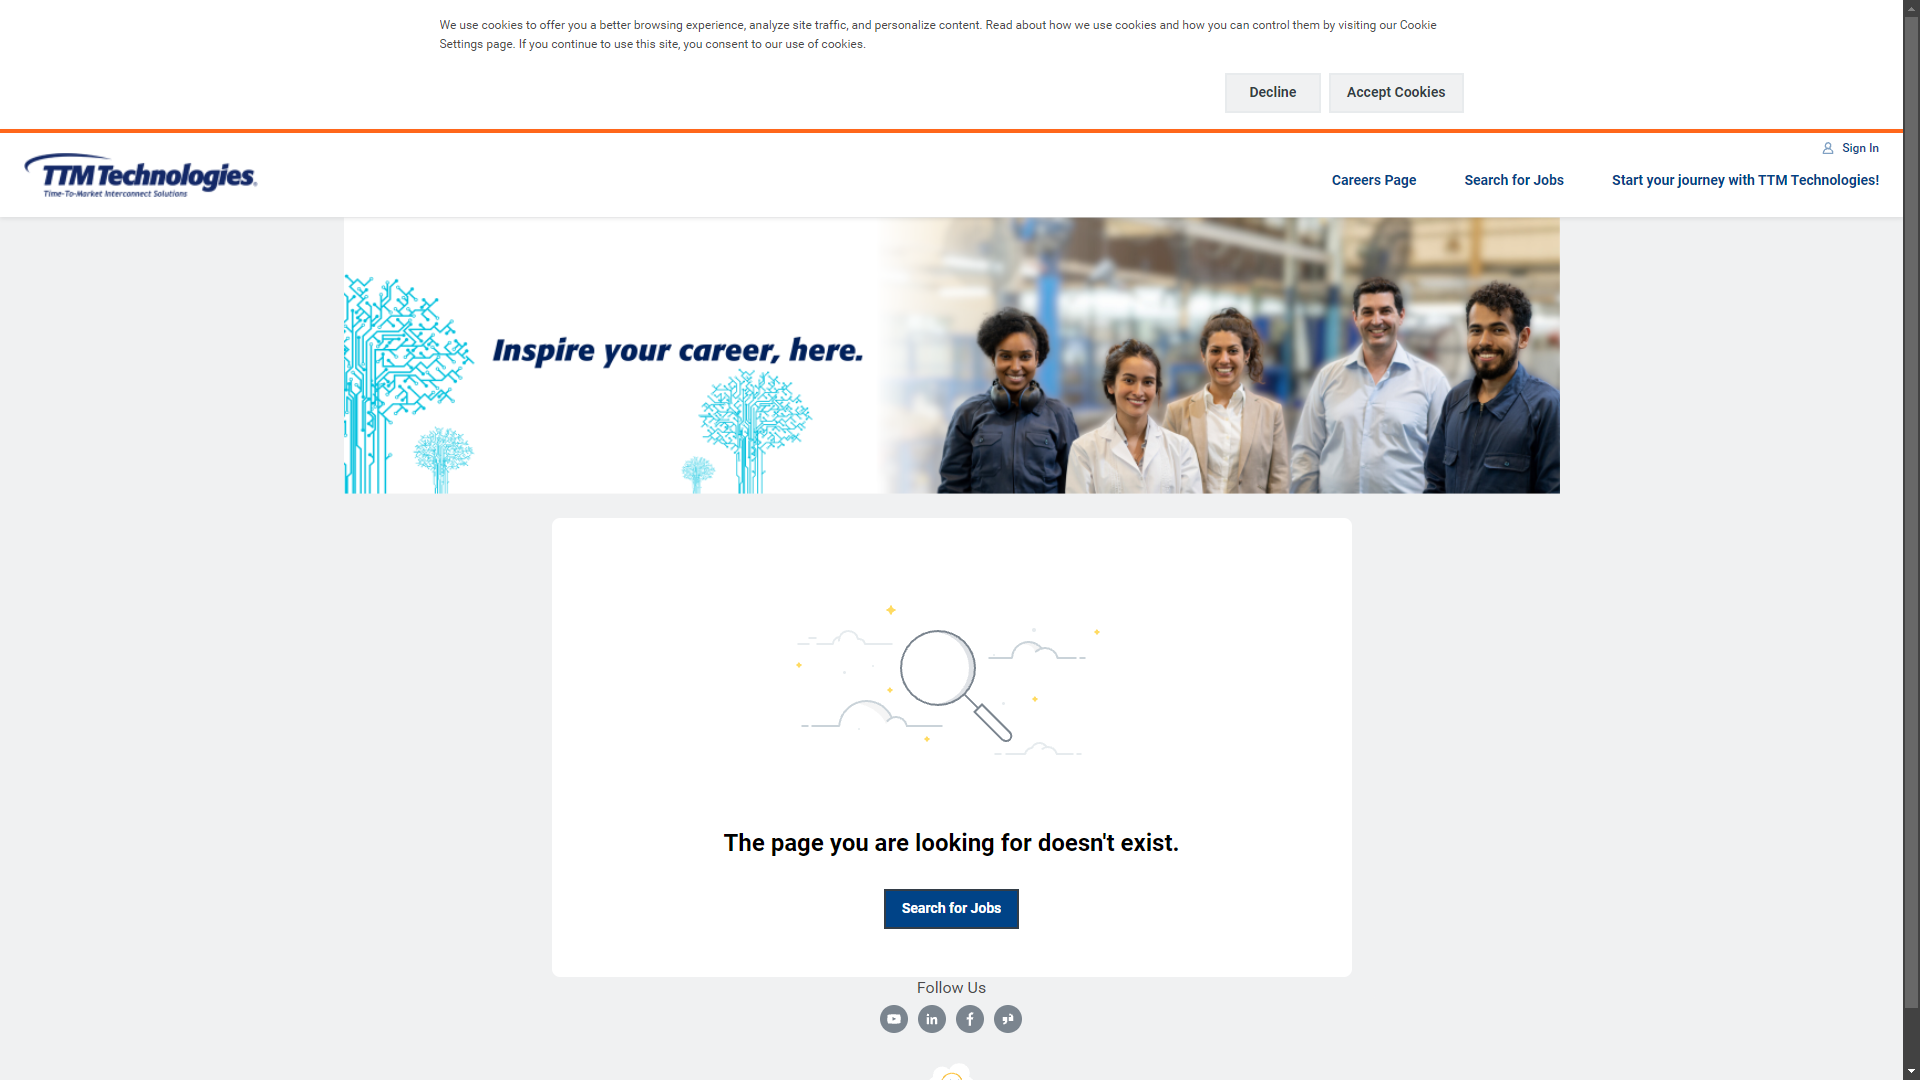 We use cookies to offer you a better browsing experience, analyze site traffic, and personalize content. Read about how we use cookies and how you can control them by visiting our Cookie
Settings page. If you continue to use this site, you consent to our use of cookies.
Decline
Accept Cookies
Sign In
TTM Technologies.
Time-To-Market Interconnect Solutions
Careers Page
Search for Jobs
Start your journey with TTM Technologies!
Inspire your career, here.
The page you are looking for doesn't exist.
Search for Jobs
Follow Us